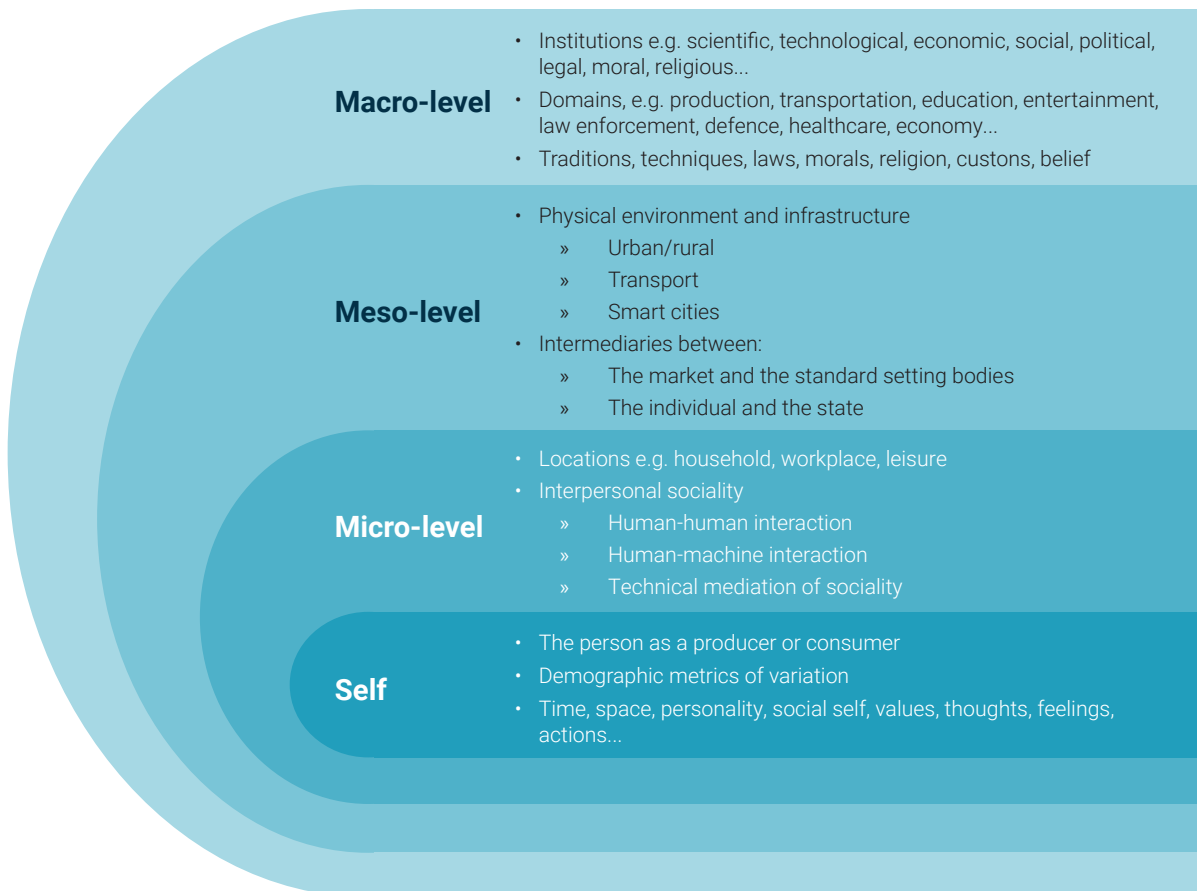 • Institutions e.g. scientific, technological, economic, social, political,
legal, moral, religious...
Macro-level
• Domains, e.g. production, transportation, education, entertainment,
law enforcement, defence, healthcare, economy...
• Traditions, techniques, laws, morals, religion, custons, belief
• Physical environment and infrastructure
» Urban/rural
» Transport
Meso-level
» Smart cities
• Intermediaries between:
» The market and the standard setting bodies
» The individual and the state
• Locations e.g. household, workplace, leisure
• Interpersonal sociality
Micro-level
» Human-human interaction
» Human-machine interaction
» Technical mediation of sociality
• The person as a producer or consumer
Self
• Demographic metrics of variation
• Time, space, personality, social self, values, thoughts, feelings,
actions...